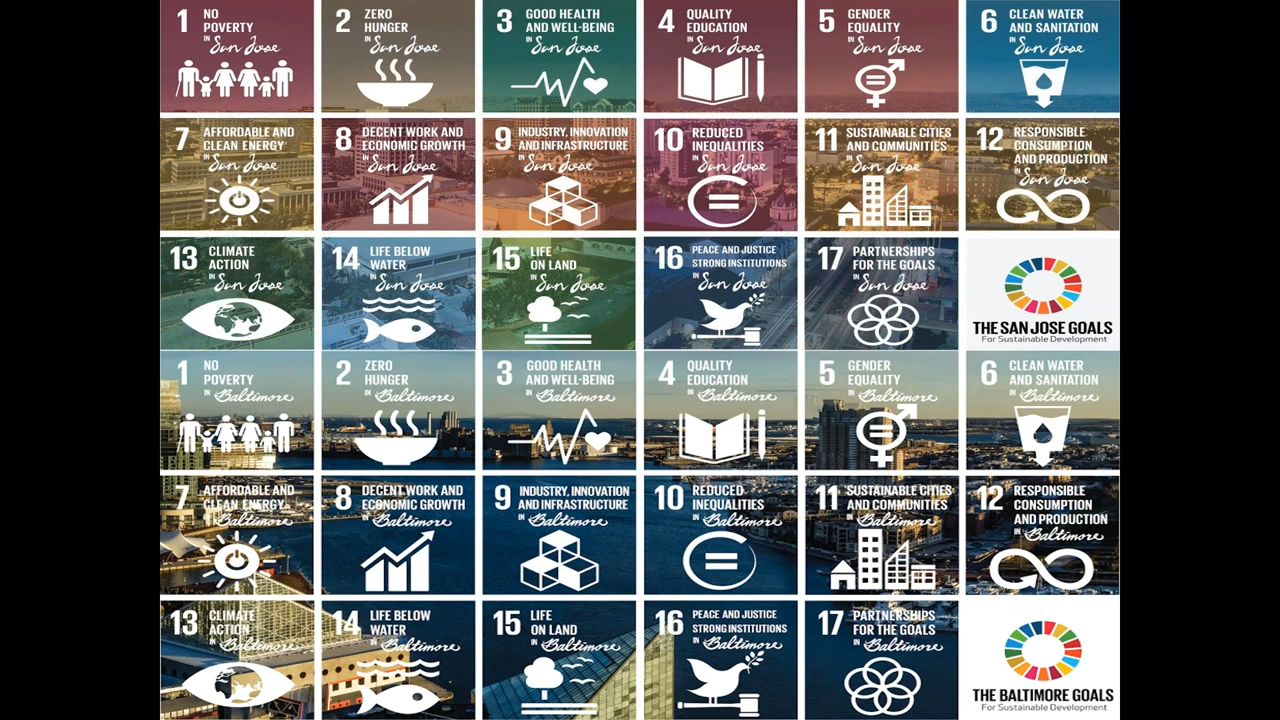 1 NO
POVERTY
IN San Jose
2 ZERO
HUNGER
IN San Jose
3 GOOD HEALTH
AND WELL-BEING
IN San Jose
4 QUALITY
EDUCATION
IN San Jose
5 GENDER
EQUALITY
IN San Jose
6 CLEAN WATER
AND SANITATION
IN San Jose
7 AFFORDABLE AND
CLEAN ENERGY
IN San Jose
8 DECENT WORK AND
ECONOMIC GROWTH
IN San Jose
9 INDUSTRY, INNOVATION
AND INFRASTRUCTURE
IN San Jose
10 REDUCED
INEQUALITIES
IN San Jose
11 SUSTAINABLE CITIES
AND COMMUNITIES
IN San Jose
12 RESPONSIBLE
CONSUMPTION
AND PRODUCTION
IN San Jose
13 CLIMATE
ACTION
IN San Jose
14 LIFE BELOW
WATER
IN San Jose
15 LIFE
ON LAND
IN San Jose
16 PEACE AND JUSTICE
STRONG INSTITUTIONS
IN San Jose
17 PARTNERSHIPS
FOR THE GOALS
IN San Jose
THE SAN JOSE GOALS
For Sustainable Development
1 NO
POVERTY
IN Baltimore
2 ZERO
HUNGER
IN Baltimore
3 GOOD HEALTH
AND WELL-BEING
IN Baltimore
4 QUALITY
EDUCATION
IN Baltimore
5 GENDER
EQUALITY
IN Baltimore
6 CLEAN WATER
AND SANITATION
IN Baltimore
7 AFFORDABLE AND
CLEAN ENERGY
IN Baltimore
8 DECENT WORK AND
ECONOMIC GROWTH
IN Baltimore
9 INDUSTRY, INNOVATION
AND INFRASTRUCTURE
IN Baltimore
10 REDUCED
INEQUALITIES
IN Baltimore
11 SUSTAINABLE CITIES
AND COMMUNITIES
IN Baltimore
12 RESPONSIBLE
CONSUMPTION
AND PRODUCTION
IN Baltimore
13 CLIMATE
ACTION
IN Baltimore
14 LIFE BELOW
WATER
IN Baltimore
15 LIFE
ON LAND
IN Baltimore
16 PEACE AND JUSTICE
STRONG INSTITUTIONS
IN Baltimore
17 PARTNERSHIPS
FOR THE GOALS
IN Baltimore
THE BALTIMORE GOALS
For Sustainable Development